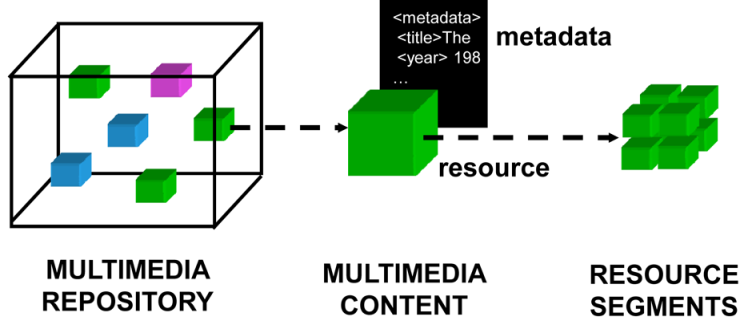 <metadata>
<title>The
<year> 198
...
metadata
resource
MULTIMEDIA
REPOSITORY
MULTIMEDIA
CONTENT
RESOURCE
SEGMENTS